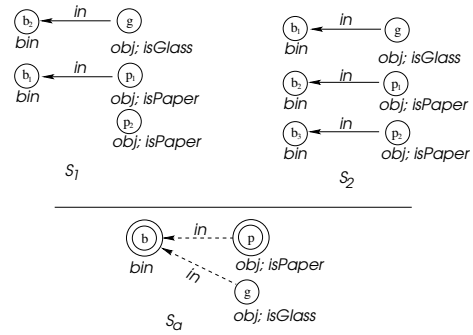 b₂ in g
bin obj; isGlass
b₁ in p₁
bin obj; isPaper
p₂
obj; isPaper
S₁
b₁ in g
bin obj; isGlass
b₂ in p₁
bin obj; isPaper
b₃ in p₂
bin obj; isPaper
S₂
b in p
bin obj; isPaper
in g
obj; isGlass
Sₐ